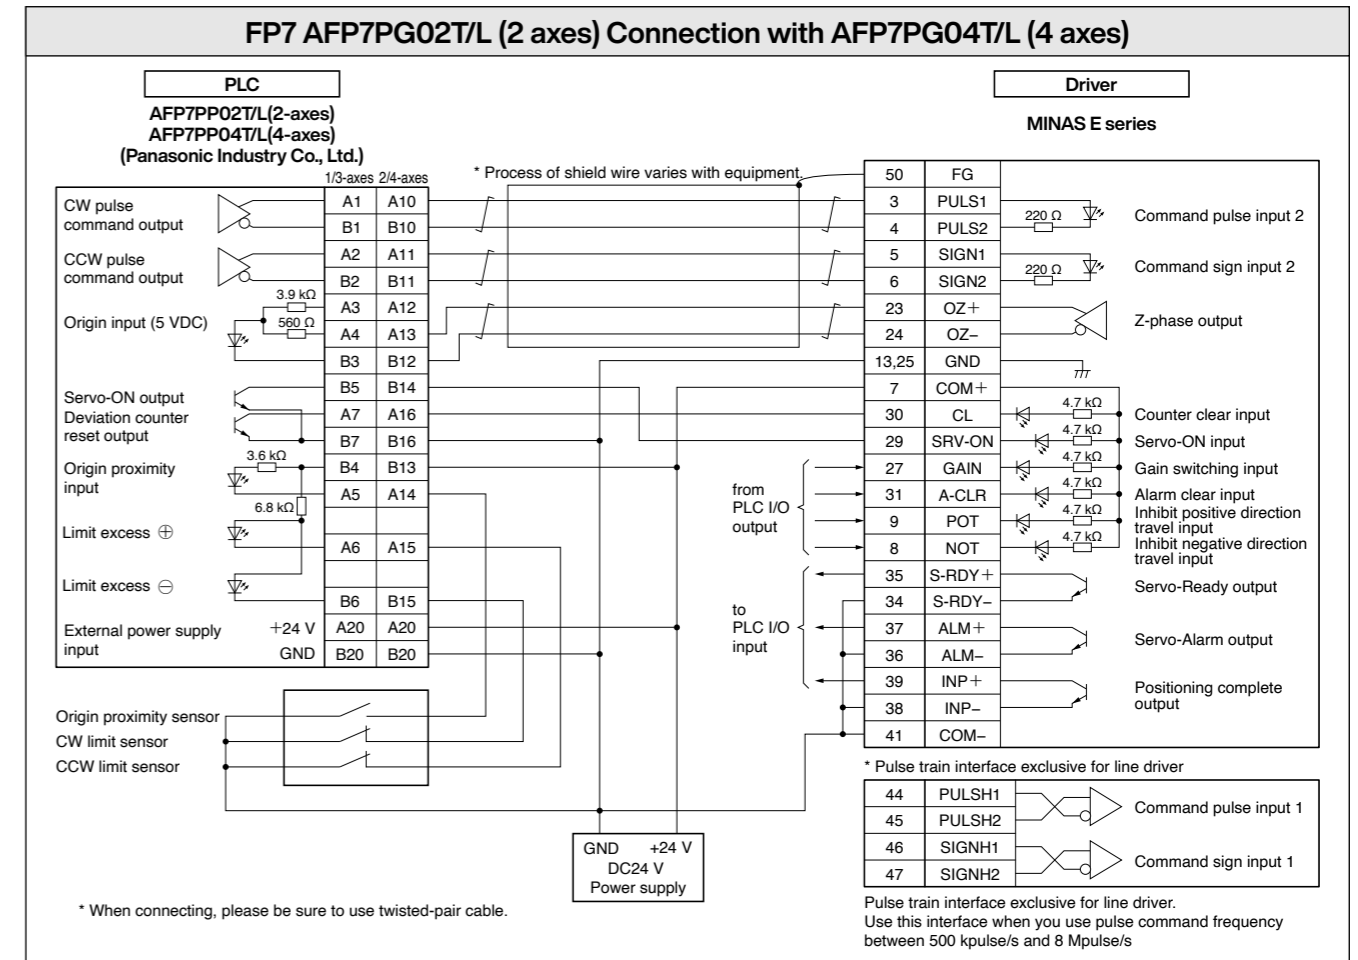 FP7 AFP7PG02T/L (2 axes) Connection with AFP7PG04T/L (4 axes)
PLC
AFP7PP02T/L(2-axes)
AFP7PP04T/L(4-axes)
(Panasonic Industry Co., Ltd.)
Driver
MINAS E series
* Process of shield wire varies with equipment.
1/3-axes 2/4-axes
CW pulse
command output
A1 A10
B1 B10
CCW pulse
command output
A2 A11
B2 B11
Origin input (5 VDC)
3.9 kΩ
560 Ω
A3 A12
A4 A13
B3 B12
Servo-ON output
B5 B14
Deviation counter
reset output
A7 A16
B7 B16
Origin proximity
input
3.6 kΩ
6.8 kΩ
B4 B13
A5 A14
Limit excess ⊕
A6 A15
Limit excess ⊖
B6 B15
External power supply
input
+24 V A20 A20
GND B20 B20
Origin proximity sensor
CW limit sensor
CCW limit sensor
GND +24 V
DC24 V
Power supply
* When connecting, please be sure to use twisted-pair cable.
from
PLC I/O
output
to
PLC I/O
input
50 FG
3 PULS1
4 PULS2
220 Ω
Command pulse input 2
5 SIGN1
6 SIGN2
220 Ω
Command sign input 2
23 OZ+
24 OZ−
Z-phase output
13,25 GND
7 COM+
30 CL 4.7 kΩ Counter clear input
29 SRV-ON 4.7 kΩ Servo-ON input
27 GAIN 4.7 kΩ Gain switching input
31 A-CLR 4.7 kΩ Alarm clear input
9 POT 4.7 kΩ Inhibit positive direction
travel input
8 NOT 4.7 kΩ Inhibit negative direction
travel input
35 S-RDY+
34 S-RDY−
Servo-Ready output
37 ALM+
36 ALM−
Servo-Alarm output
39 INP+
38 INP−
Positioning complete
output
41 COM−
* Pulse train interface exclusive for line driver
44 PULSH1
45 PULSH2
Command pulse input 1
46 SIGNH1
47 SIGNH2
Command sign input 1
Pulse train interface exclusive for line driver.
Use this interface when you use pulse command frequency
between 500 kpulse/s and 8 Mpulse/s